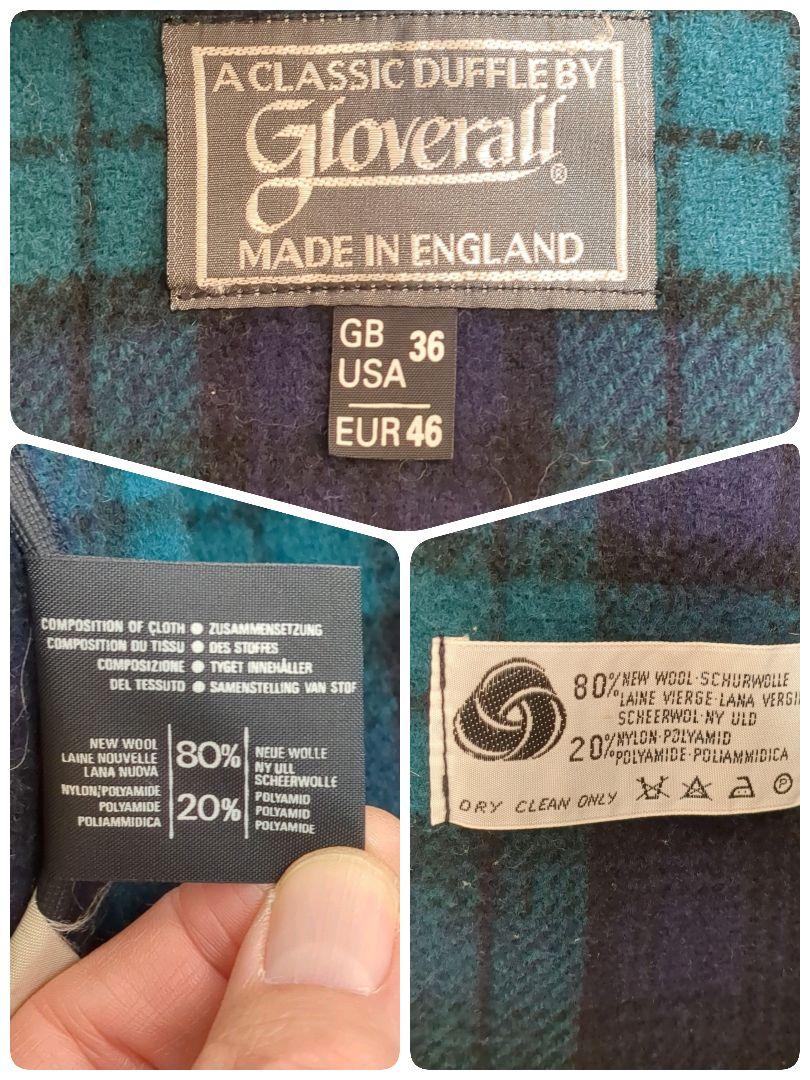 A CLASSIC DUFFLE BY
Gloverall ®
MADE IN ENGLAND
GB
USA 36
EUR 46
COMPOSITION OF CLOTH ● ZUSAMMENSETZUNG
COMPOSITION DU TISSU ● DES STOFFES
COMPOSIZIONE ● TYGET INNEHÅLLER
DEL TESSUTO ● SAMENSTELLING VAN STOF
NEW WOOL
LAINE NOUVELLE
LANA NUOVA
80%
NEUE WOLLE
NY ULL
SCHEERWOLLE
NYLON/POLYAMIDE
POLYAMIDE
POLIAMMIDICA
20%
POLYAMID
POLYAMID
POLYAMIDE
80% NEW WOOL·SCHURWOLLE
LAINE VIERGE·LANA VERGI
SCHEERWOL·NY ULD
20% NYLON·POLYAMID
POLYAMIDE·POLIAMMIDICA
DRY CLEAN ONLY P